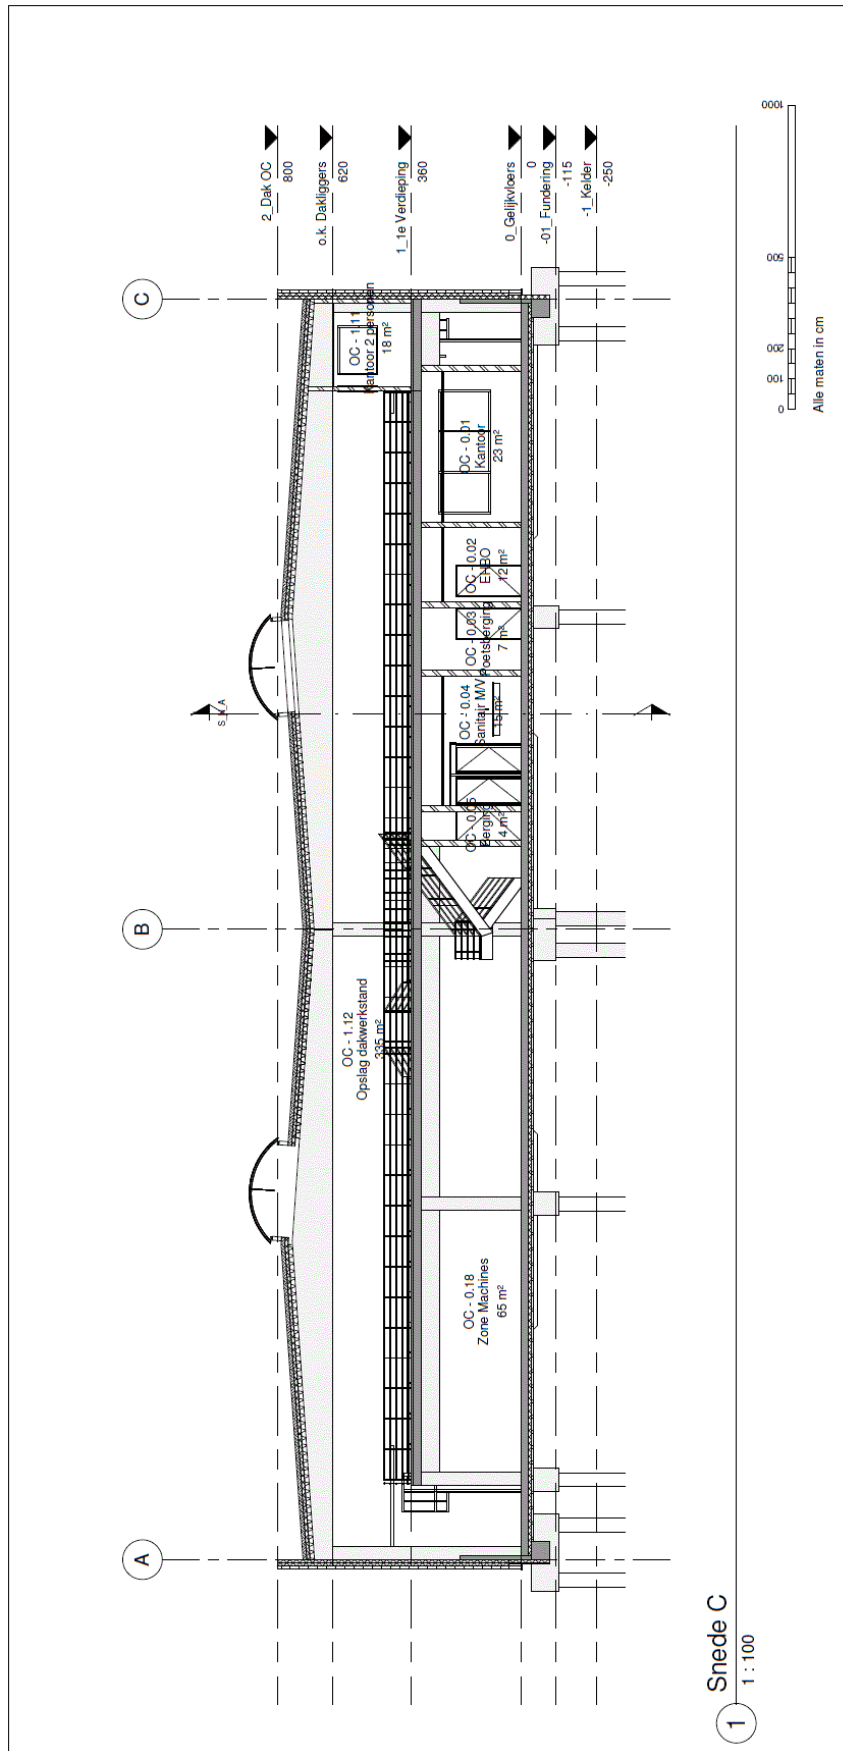 C
B
A
2_Dak OC
800
o.k. Dakliggers
620
1_1e Verdieping
360
0_Gelijkvloers
0
-01_Fundering
-115
-1_Kelder
-250
OC - 1.11
Kantoor 2 personen
18 m²
OC - 0.01
Kantoor
23 m²
OC - 0.02
ENBO
12 m²
OC - 0.03
Poetsberging
7 m²
OC - 0.04
Sanitair M/V
15 m²
OC - 0.05
Berging
4 m²
OC - 1.12
Opslag dakwerkstand
335 m²
OC - 0.18
Zone Machines
65 m²
S_N_A
0
100
200
500
1000
Alle maten in cm
1
Snede C
1 : 100